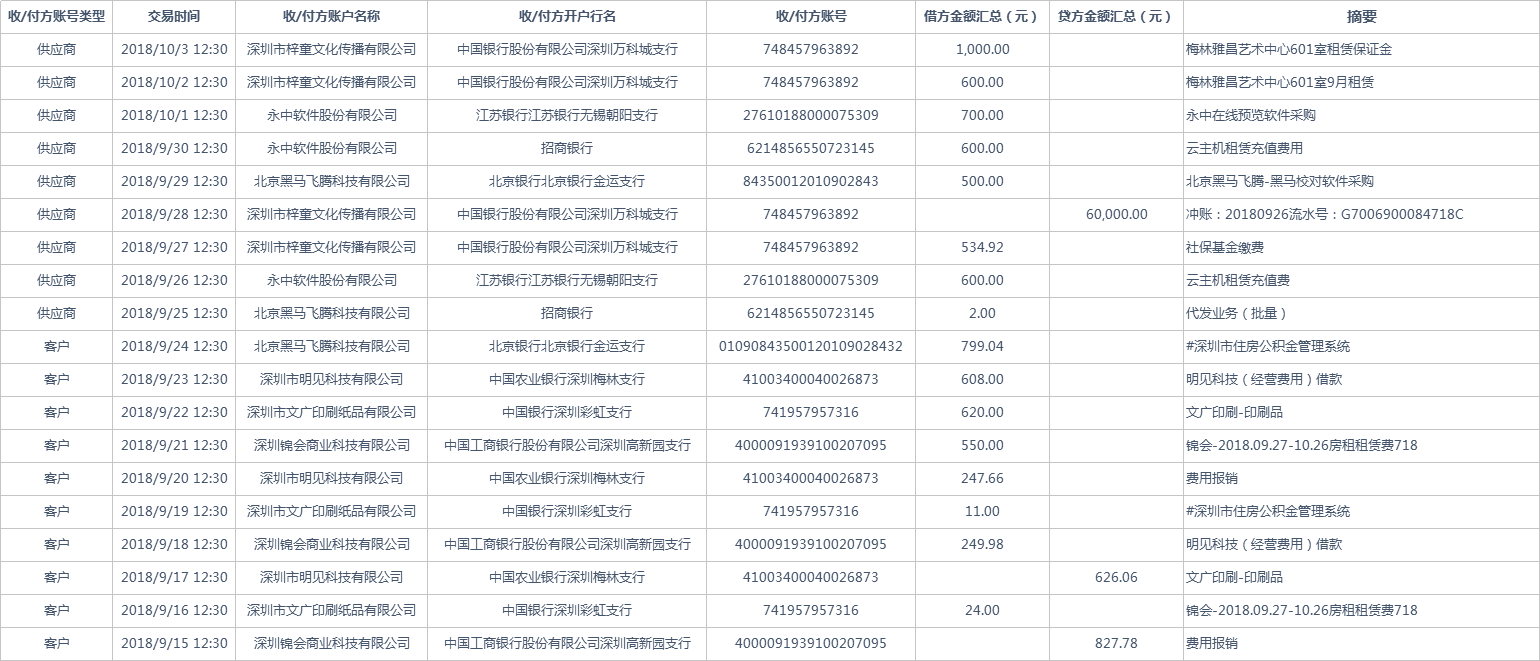 收/付方账号类型 交易时间 收/付方账户名称 收/付方开户行名 收/付方账号 借方金额汇总（元） 贷方金额汇总（元） 摘要
供应商 2018/10/3 12:30 深圳市梓童文化传播有限公司 中国银行股份有限公司深圳万科城支行 748457963892 1,000.00 梅林雅昌艺术中心601室租赁保证金
供应商 2018/10/2 12:30 深圳市梓童文化传播有限公司 中国银行股份有限公司深圳万科城支行 748457963892 600.00 梅林雅昌艺术中心601室9月租赁
供应商 2018/10/1 12:30 永中软件股份有限公司 江苏银行江苏银行无锡朝阳支行 27610188000075309 700.00 永中在线预览软件采购
供应商 2018/9/30 12:30 永中软件股份有限公司 招商银行 6214856550723145 600.00 云主机租赁充值费用
供应商 2018/9/29 12:30 北京黑马飞腾科技有限公司 北京银行北京银行金运支行 84350012010902843 500.00 北京黑马飞腾-黑马校对软件采购
供应商 2018/9/28 12:30 深圳市梓童文化传播有限公司 中国银行股份有限公司深圳万科城支行 748457963892 60,000.00 冲账：20180926流水号：G7006900084718C
供应商 2018/9/27 12:30 深圳市梓童文化传播有限公司 中国银行股份有限公司深圳万科城支行 748457963892 534.92 社保基金缴费
供应商 2018/9/26 12:30 永中软件股份有限公司 江苏银行江苏银行无锡朝阳支行 27610188000075309 600.00 云主机租赁充值费
供应商 2018/9/25 12:30 北京黑马飞腾科技有限公司 招商银行 6214856550723145 2.00 代发业务（批量）
客户 2018/9/24 12:30 北京黑马飞腾科技有限公司 北京银行北京银行金运支行 01090843500120109028432 799.04 #深圳市住房公积金管理系统
客户 2018/9/23 12:30 深圳市明见科技有限公司 中国农业银行深圳梅林支行 41003400040026873 608.00 明见科技（经营费用）借款
客户 2018/9/22 12:30 深圳市文广印刷纸品有限公司 中国银行深圳彩虹支行 741957957316 620.00 文广印刷-印刷品
客户 2018/9/21 12:30 深圳锦会商业科技有限公司 中国工商银行股份有限公司深圳高新园支行 4000091939100207095 550.00 锦会-2018.09.27-10.26房租租赁费718
客户 2018/9/20 12:30 深圳市明见科技有限公司 中国农业银行深圳梅林支行 41003400040026873 247.66 费用报销
客户 2018/9/19 12:30 深圳市文广印刷纸品有限公司 中国银行深圳彩虹支行 741957957316 11.00 #深圳市住房公积金管理系统
客户 2018/9/18 12:30 深圳锦会商业科技有限公司 中国工商银行股份有限公司深圳高新园支行 4000091939100207095 249.98 明见科技（经营费用）借款
客户 2018/9/17 12:30 深圳市明见科技有限公司 中国农业银行深圳梅林支行 41003400040026873 626.06 文广印刷-印刷品
客户 2018/9/16 12:30 深圳市文广印刷纸品有限公司 中国银行深圳彩虹支行 741957957316 24.00 锦会-2018.09.27-10.26房租租赁费718
客户 2018/9/15 12:30 深圳锦会商业科技有限公司 中国工商银行股份有限公司深圳高新园支行 4000091939100207095 827.78 费用报销